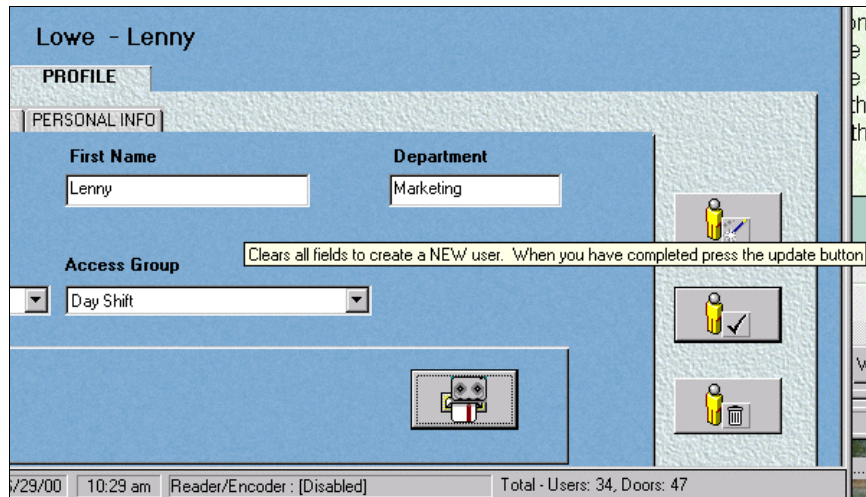 Lowe - Lenny
PROFILE
PERSONAL INFO
First Name
Department
Lenny
Marketing
Clears all fields to create a NEW user. When you have completed press the update button
Access Group
Day Shift
/29/00
10:29 am
Reader/Encoder : [Disabled]
Total - Users: 34, Doors: 47